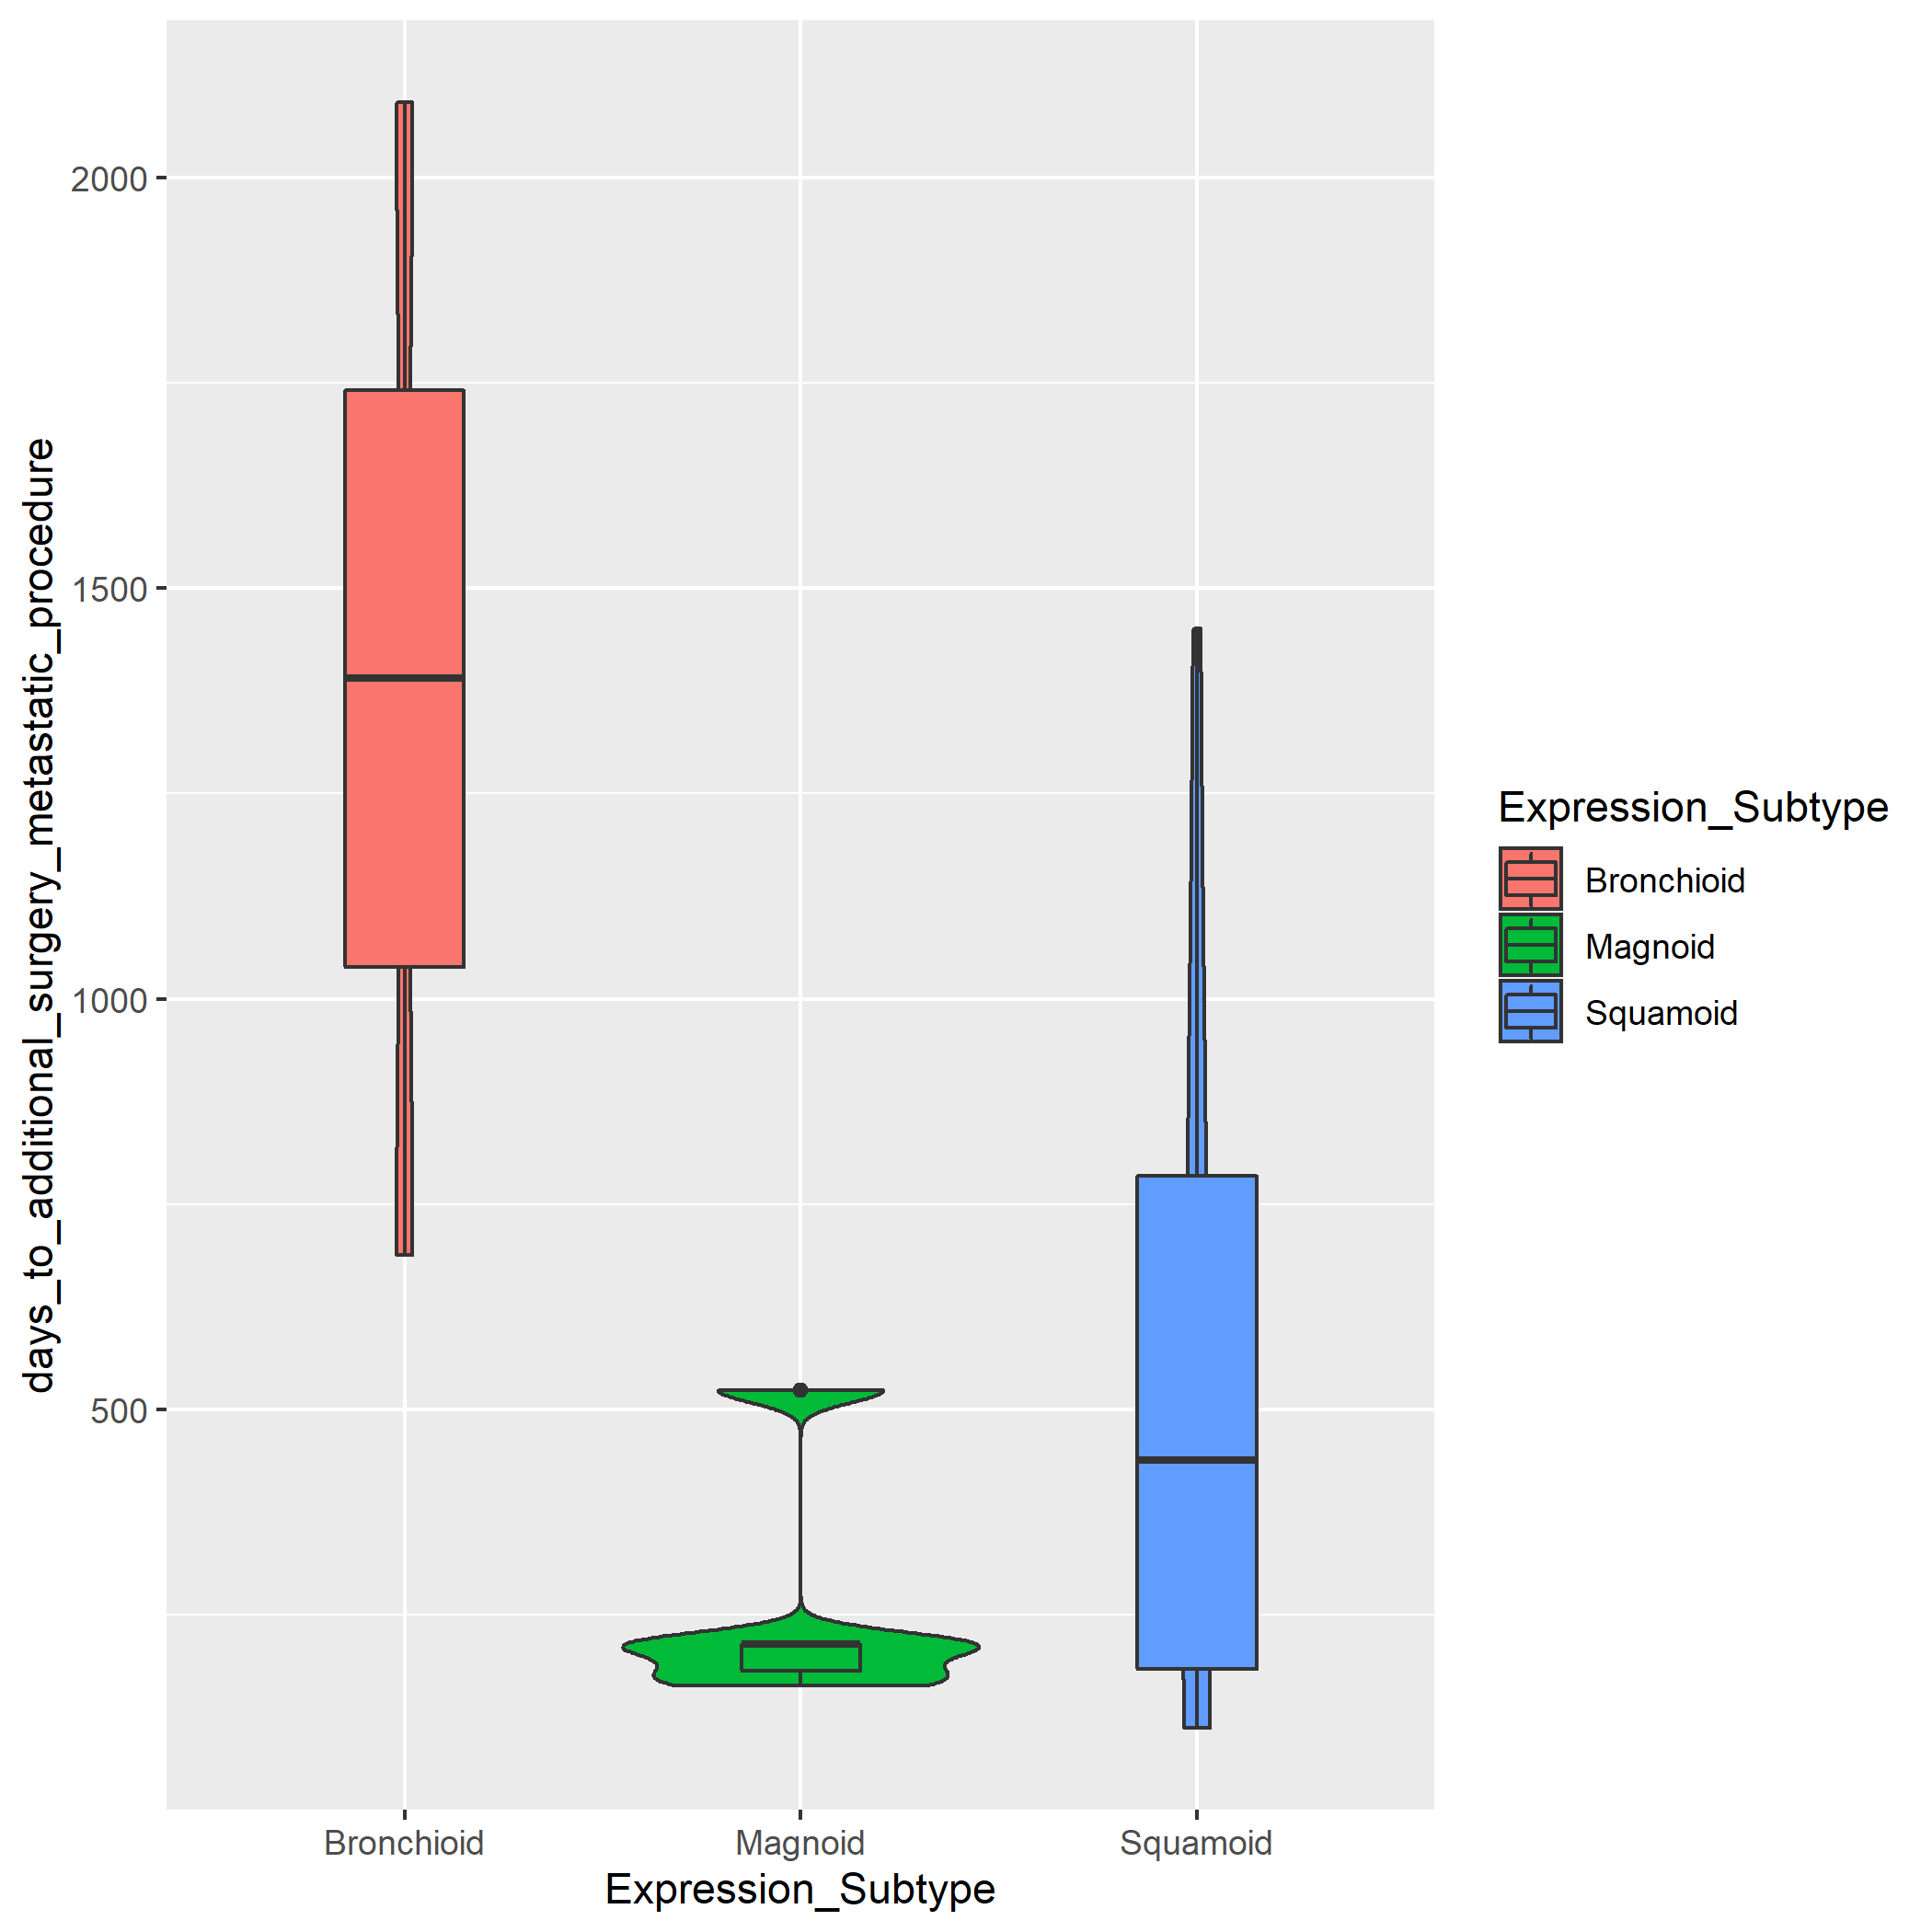 days_to_additional_surgery_metastatic_procedure
2000
1500
1000
500
Bronchioid
Magnoid
Squamoid
Expression_Subtype
Expression_Subtype
Bronchioid
Magnoid
Squamoid